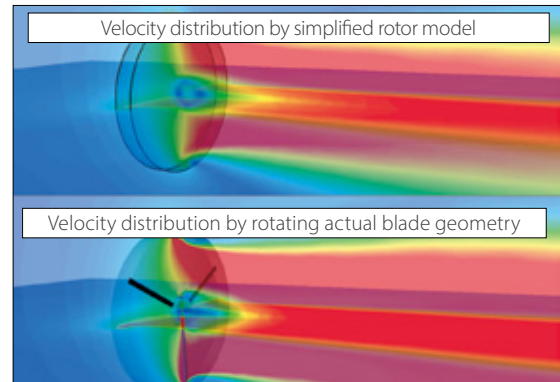 Velocity distribution by simplified rotor model
Velocity distribution by rotating actual blade geometry